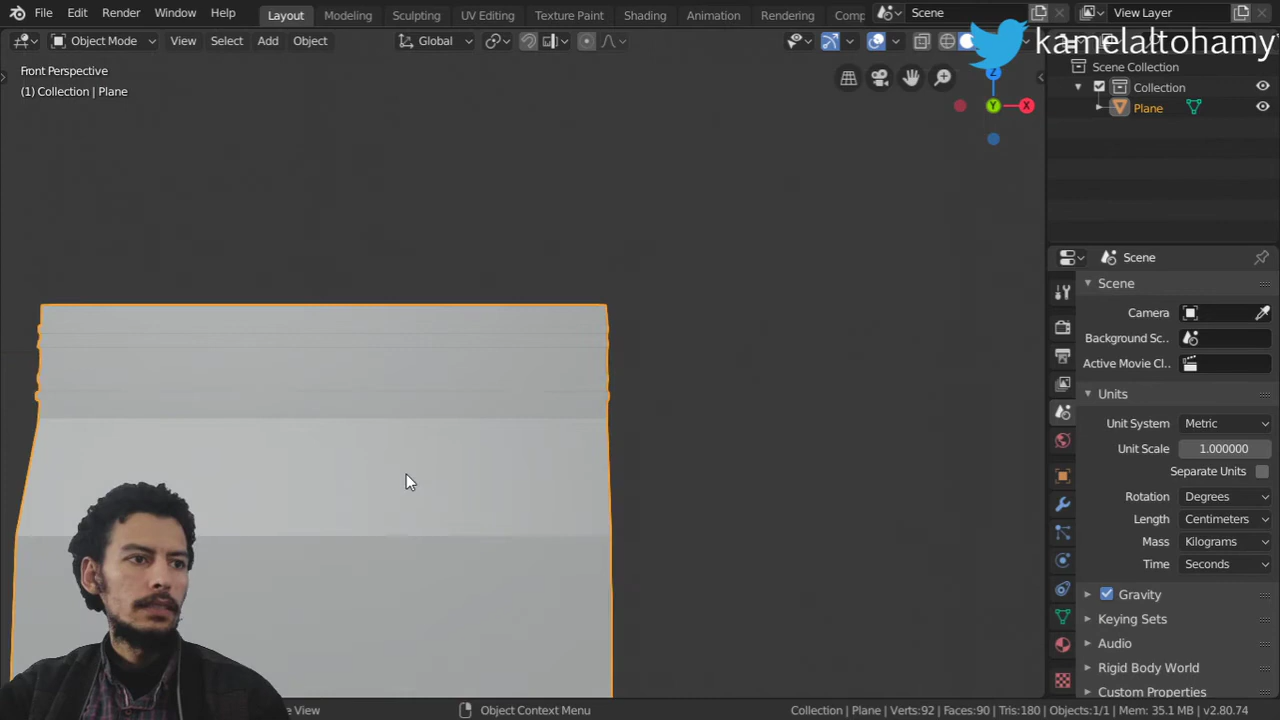 File Edit Render Window Help Layout Modeling Sculpting UV Editing Texture Paint Shading Animation Rendering Comp Scene View Layer
Object Mode View Select Add Object Global
kamelaltohamy
Front Perspective
(1) Collection | Plane
Z
Y
X
Scene Collection
Collection
Plane
Scene
Scene
Camera
Background Sc..
Active Movie Cl..
Units
Unit System Metric
Unit Scale 1.000000
Separate Units
Rotation Degrees
Length Centimeters
Mass Kilograms
Time Seconds
Gravity
Keying Sets
Audio
Rigid Body World
Custom Properties
e View Object Context Menu Collection | Plane | Verts:92 | Faces:90 | Tris:180 | Objects:1/1 | Mem: 35.1 MB | v2.80.74